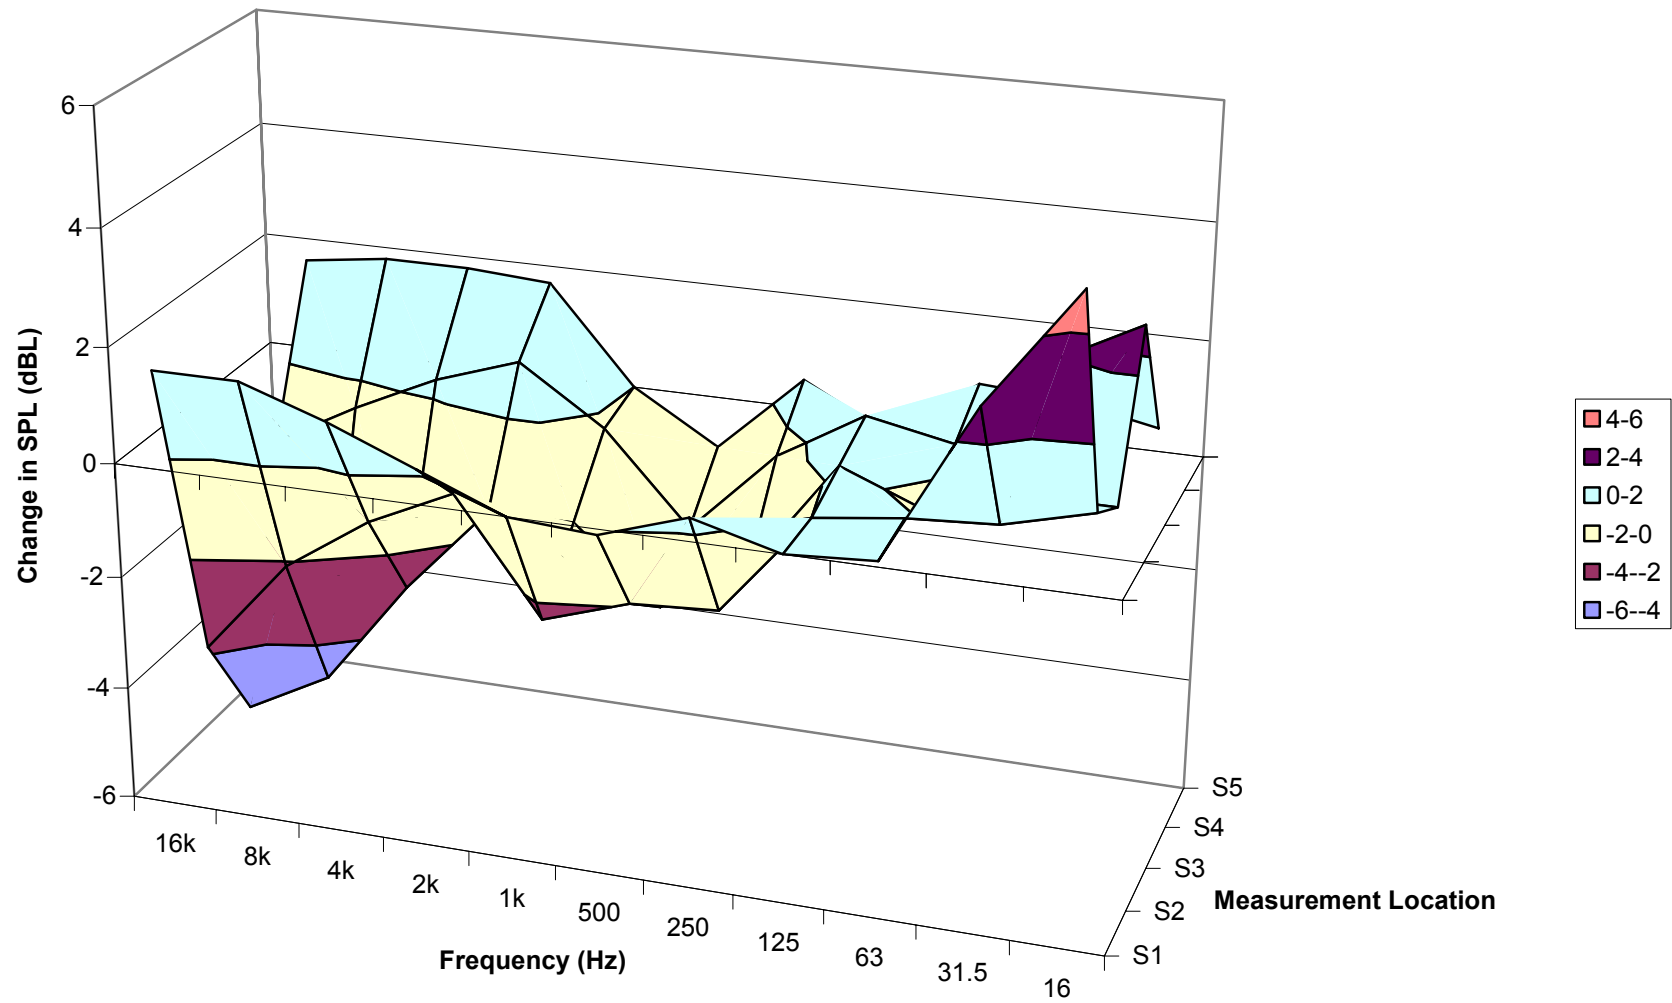 6
4
2
0
-2
-4
-6
Change in SPL (dBL)
16k
8k
4k
2k
1k
500
250
125
63
31.5
16
Frequency (Hz)
S5
S4
S3
S2
S1
Measurement Location
4-6
2-4
0-2
-2-0
-4--2
-6--4